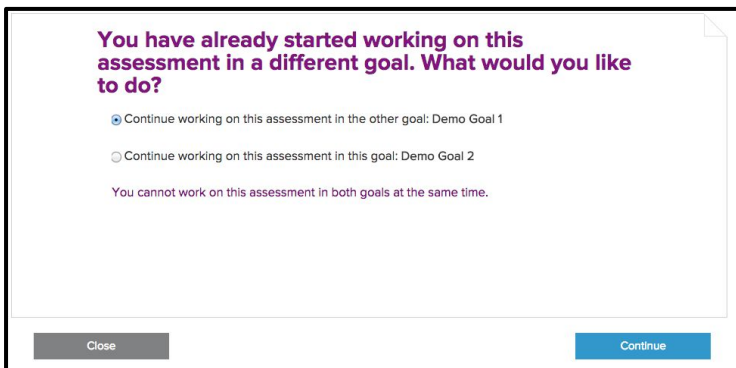 You have already started working on this
assessment in a different goal. What would you like
to do?
Continue working on this assessment in the other goal: Demo Goal 1
Continue working on this assessment in this goal: Demo Goal 2
You cannot work on this assessment in both goals at the same time.
Close
Continue